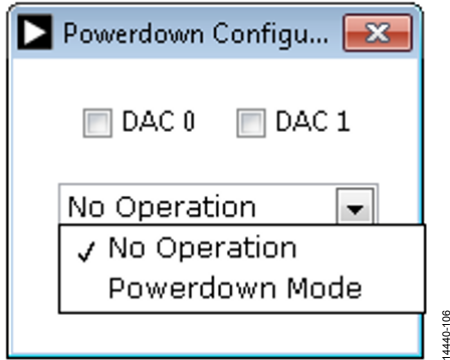 Powerdown Configu...
DAC 0 DAC 1
No Operation
✓ No Operation
Powerdown Mode
14440-106